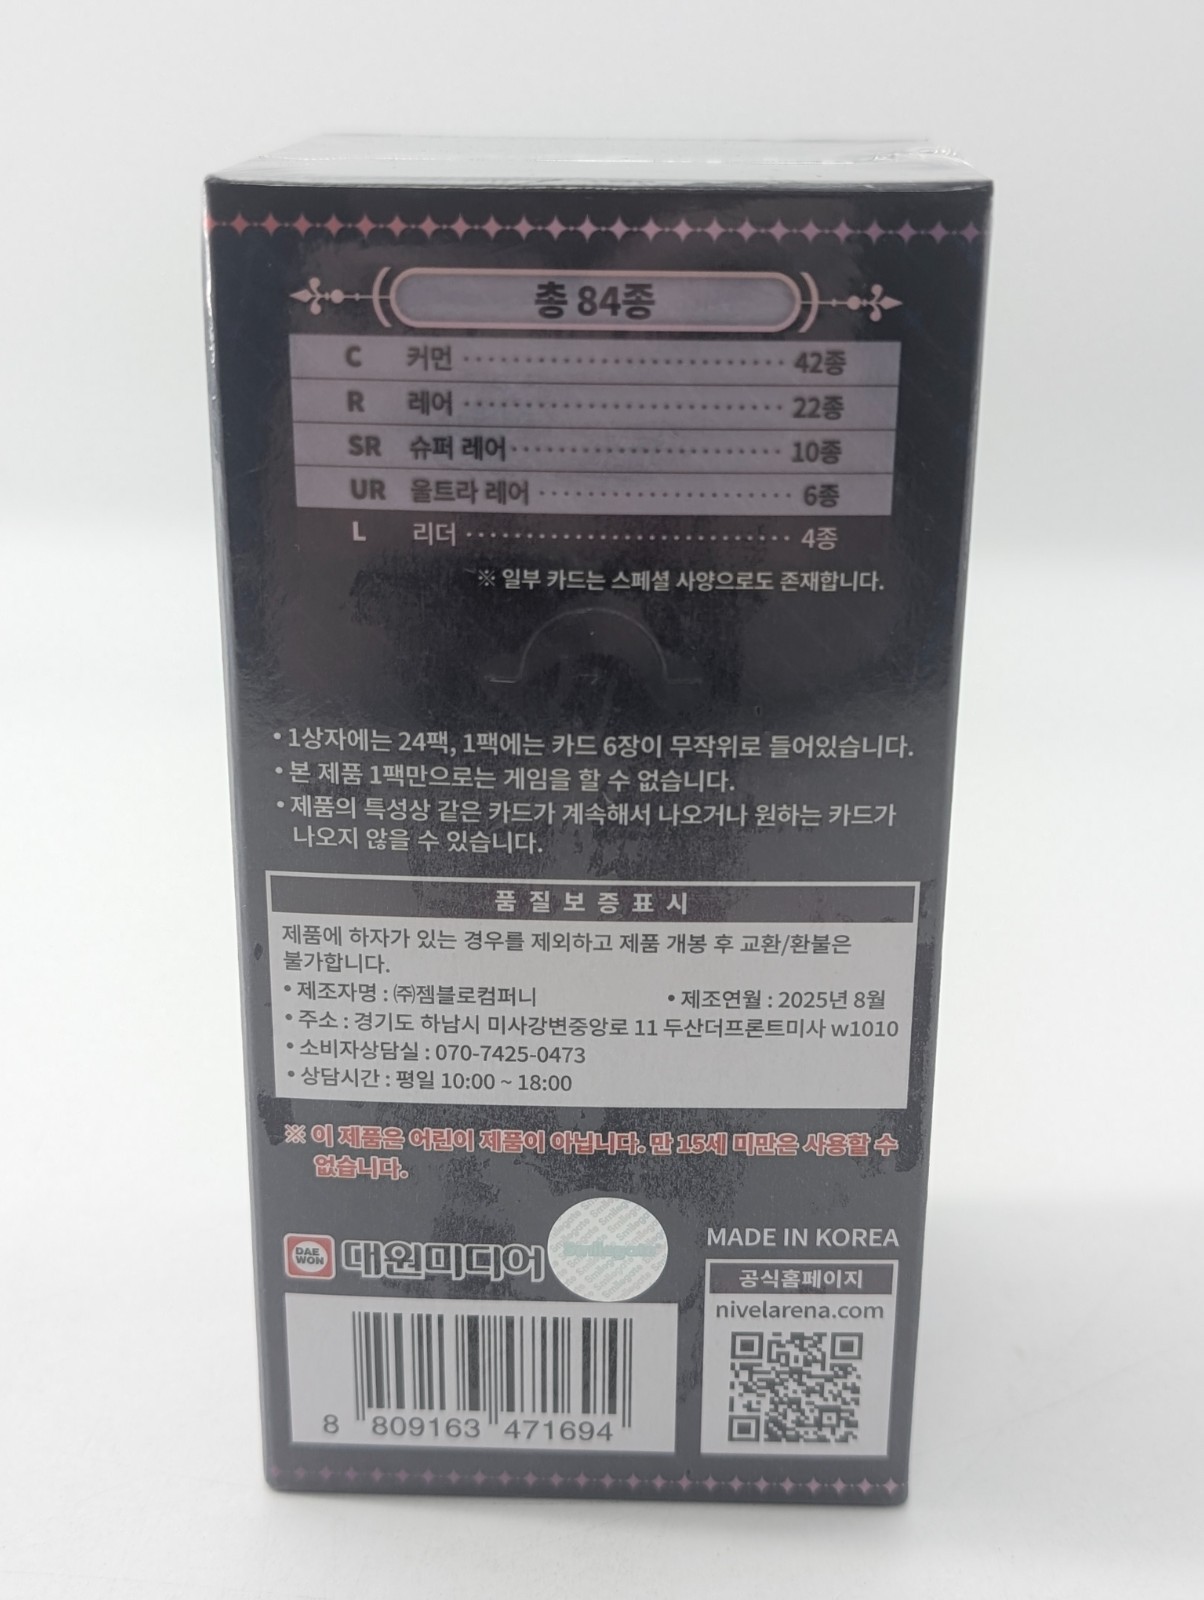 총 84종
C 커먼 42종
R 레어 22종
SR 슈퍼 레어 10종
UR 울트라 레어 6종
L 리더 4종
※ 일부 카드는 스페셜 사양으로도 존재합니다.
• 1상자에는 24팩, 1팩에는 카드 6장이 무작위로 들어있습니다.
• 본 제품 1팩만으로는 게임을 할 수 없습니다.
• 제품의 특성상 같은 카드가 계속해서 나오거나 원하는 카드가
나오지 않을 수 있습니다.
품질보증표시
제품에 하자가 있는 경우를 제외하고 제품 개봉 후 교환/환불은
불가합니다.
• 제조자명 : ㈜젬블로컴퍼니 • 제조연월 : 2025년 8월
• 주소 : 경기도 하남시 미사강변중앙로 11 두산더프론트미사 w1010
• 소비자상담실 : 070-7425-0473
• 상담시간 : 평일 10:00 ~ 18:00
※ 이 제품은 어린이 제품이 아닙니다. 만 15세 미만은 사용할 수
없습니다.
DAE
WON
대원미디어
MADE IN KOREA
공식홈페이지
nivelarena.com
8 809163 471694